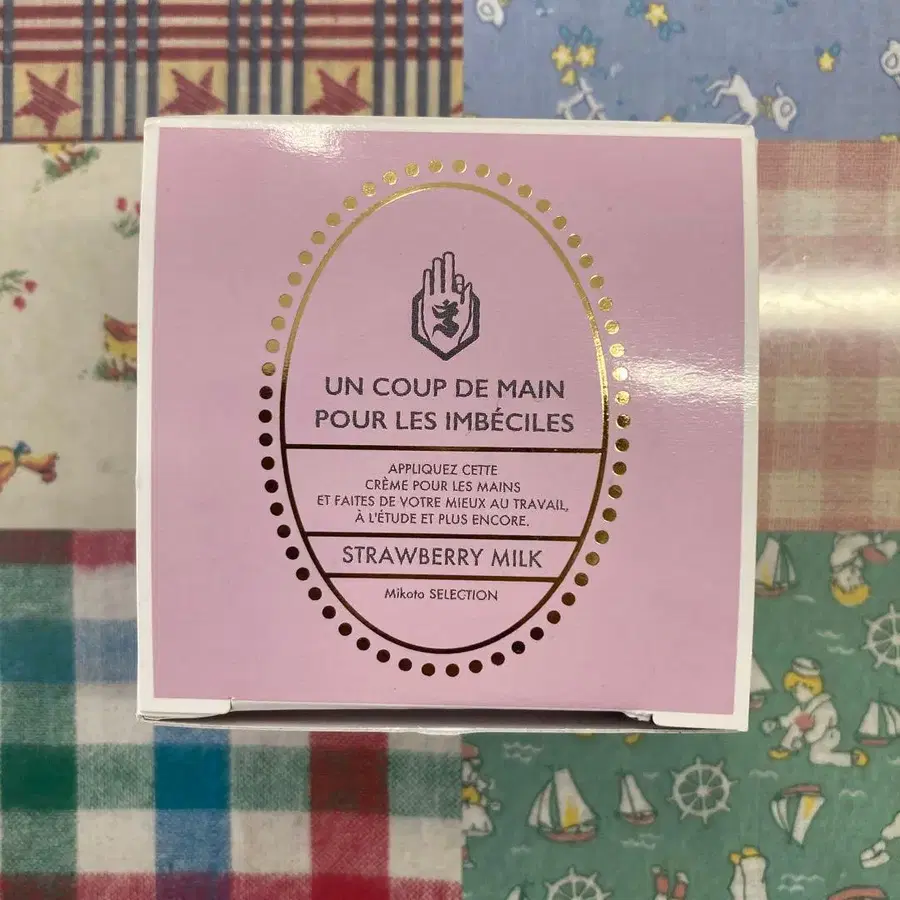 UN COUP DE MAIN
POUR LES IMBÉCILES
APPLIQUEZ CETTE
CRÈME POUR LES MAINS
ET FAITES DE VOTRE MIEUX AU TRAVAIL,
À L'ÉTUDE ET PLUS ENCORE.
STRAWBERRY MILK
Mikoto SELECTION